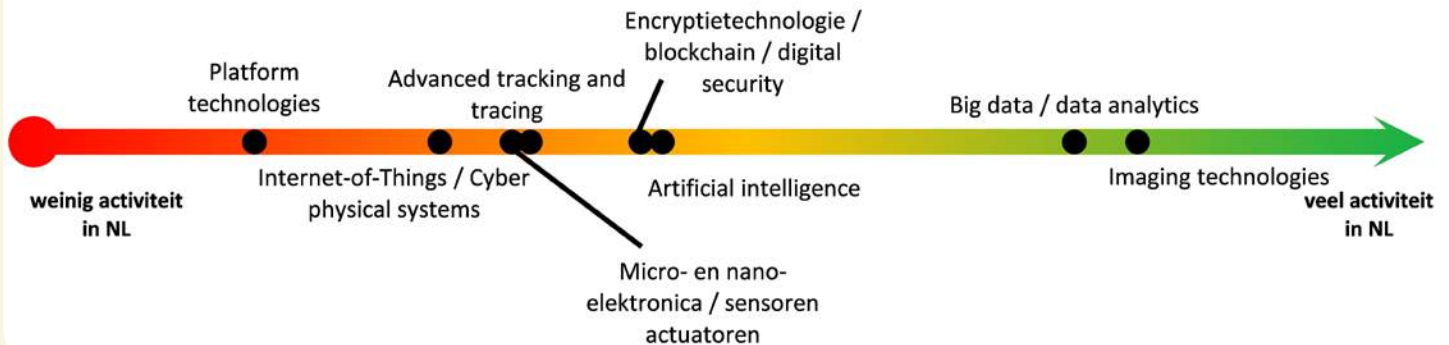 Encryptietechnologie /
blockchain / digital
security
Platform
technologies
Advanced tracking and
tracing
Big data / data analytics
Internet-of-Things / Cyber
physical systems
Artificial intelligence
Imaging technologies
weinig activiteit
in NL
veel activiteit
in NL
Micro- en nano-
elektronica / sensoren
actuatoren